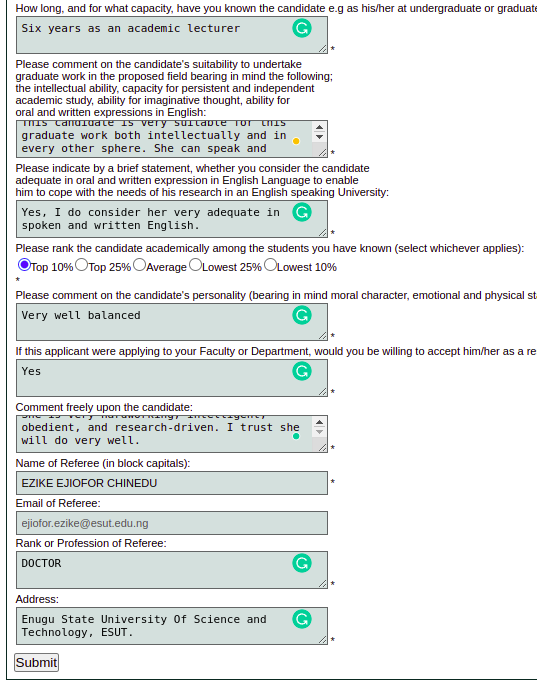 How long, and for what capacity, have you known the candidate e.g as his/her at undergraduate or graduate
Six years as an academic lecturer
*
Please comment on the candidate's suitability to undertake
graduate work in the proposed field bearing in mind the following;
the intellectual ability, capacity for persistent and independent
academic study, ability for imaginative thought, ability for
oral and written expressions in English:
This candidate is very suitable for this
graduate work both intellectually and in
every other sphere. She can speak and
*
Please indicate by a brief statement, whether you consider the candidate
adequate in oral and written expression in English Language to enable
him to cope with the needs of his research in an English speaking University:
Yes, I do consider her very adequate in
spoken and written English.
*
Please rank the candidate academically among the students you have known (select whichever applies):
Top 10% Top 25% Average Lowest 25% Lowest 10%
*
Please comment on the candidate's personality (bearing in mind moral character, emotional and physical
Very well balanced
*
If this applicant were applying to your Faculty or Department, would you be willing to accept him/her as a
Yes
*
Comment freely upon the candidate:
She is very hardworking, intelligent,
obedient, and research-driven. I trust she
will do very well.
*
Name of Referee (in block capitals):
EZIKE EJIOFOR CHINEDU
*
Email of Referee:
ejiofor.ezike@esut.edu.ng
Rank or Profession of Referee:
DOCTOR
*
Address:
Enugu State University Of Science and
Technology, ESUT.
*
Submit